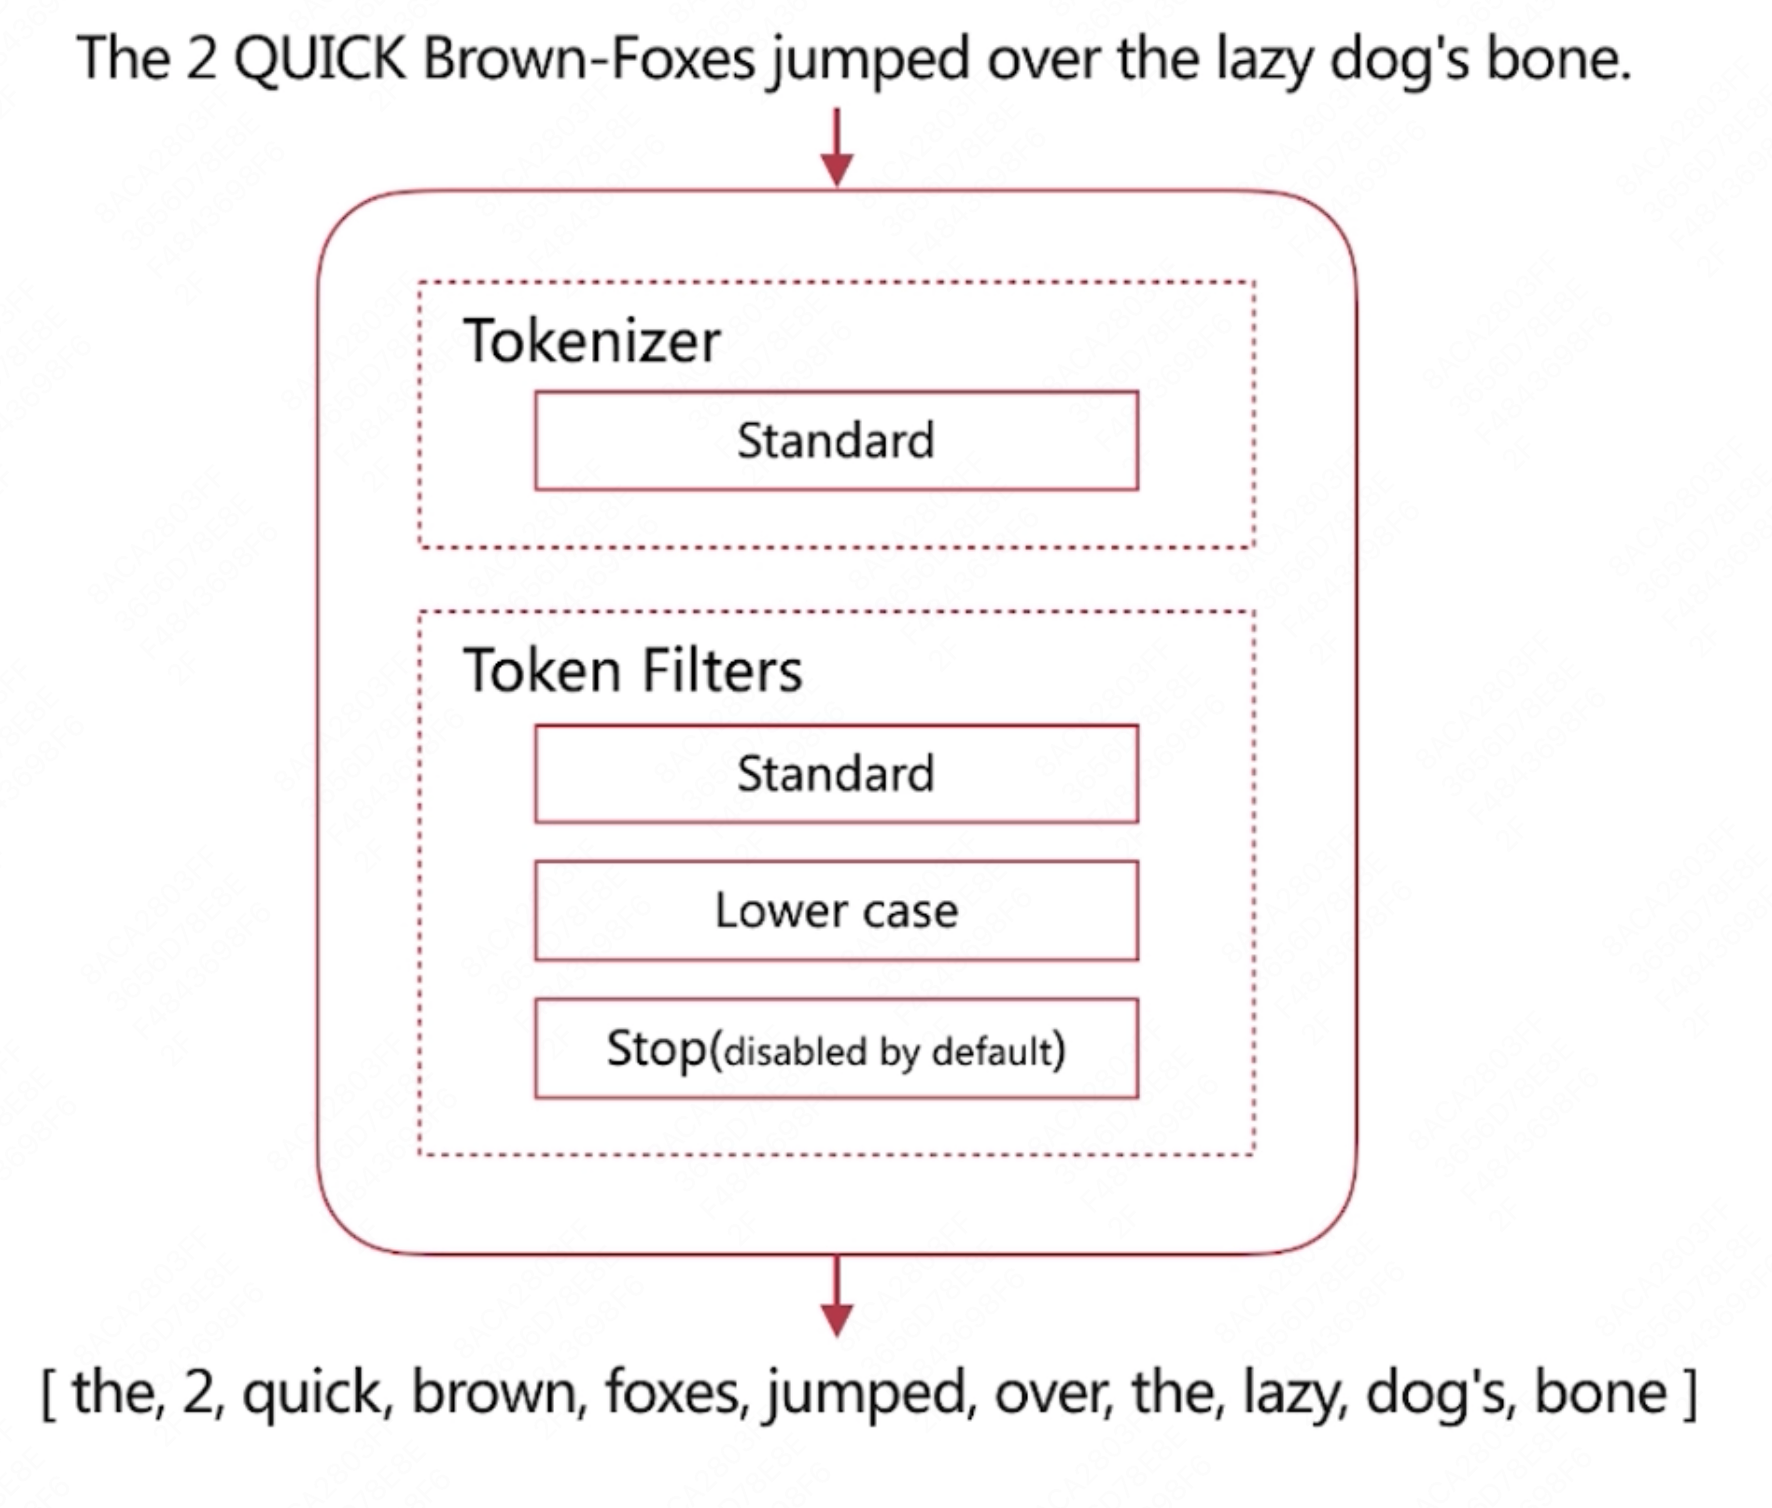 The 2 QUICK Brown-Foxes jumped over the lazy dog's bone.
Tokenizer
Standard
Token Filters
Standard
Lower case
Stop(disabled by default)
[ the, 2, quick, brown, foxes, jumped, over, the, lazy, dog's, bone ]